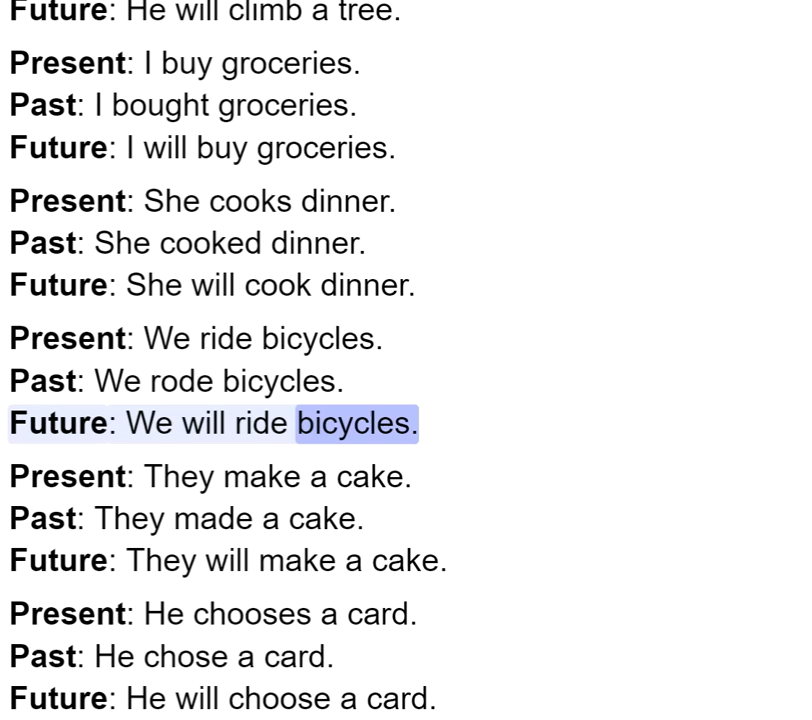 Future: He will climb a tree.
Present: I buy groceries.
Past: I bought groceries.
Future: I will buy groceries.
Present: She cooks dinner.
Past: She cooked dinner.
Future: She will cook dinner.
Present: We ride bicycles.
Past: We rode bicycles.
Future: We will ride bicycles.
Present: They make a cake.
Past: They made a cake.
Future: They will make a cake.
Present: He chooses a card.
Past: He chose a card.
Future: He will choose a card.